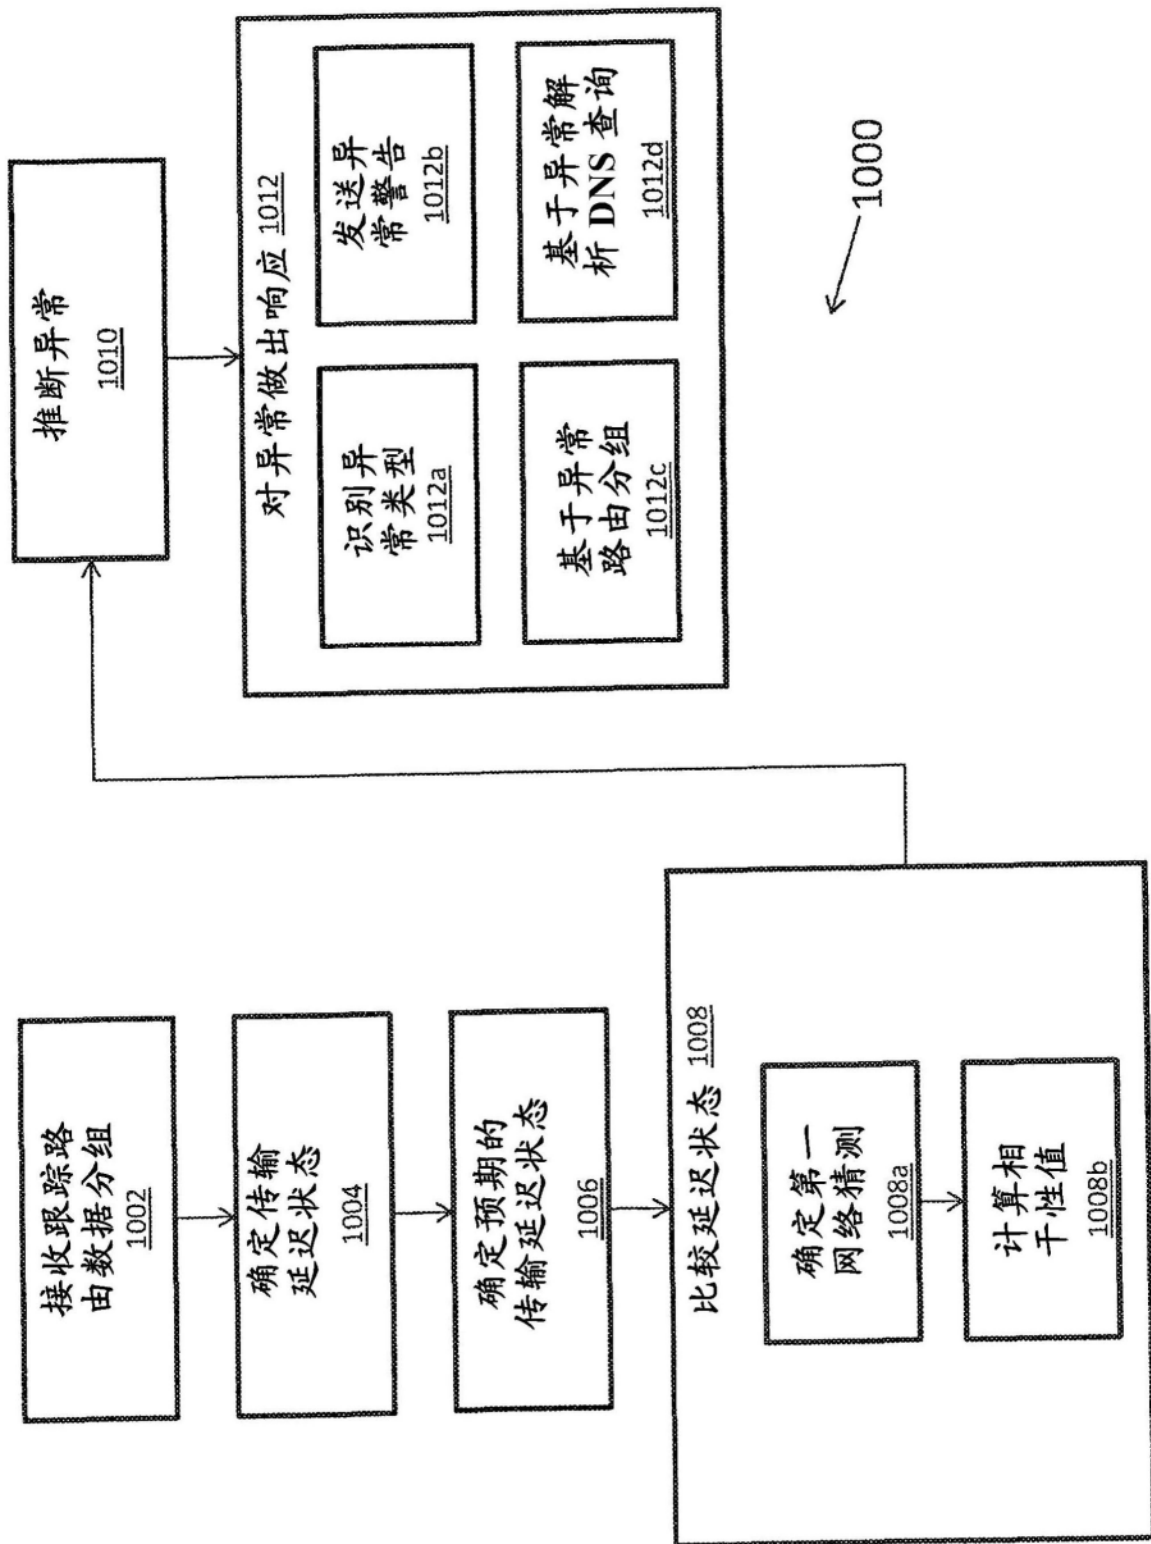 接收跟踪路
由数据分组
1002
确定传输
延迟状态
1004
确定预期的
传输延迟状态
1006
比较延迟状态 1008
确定第一
网络猜测
1008a
计算相
干性值
1008b
推断异常
1010
对异常做出响应 1012
识别异
常类型
1012a
发送异
常警告
1012b
基于异常
路由分组
1012c
基于异常解
析 DNS 查询
1012d
1000